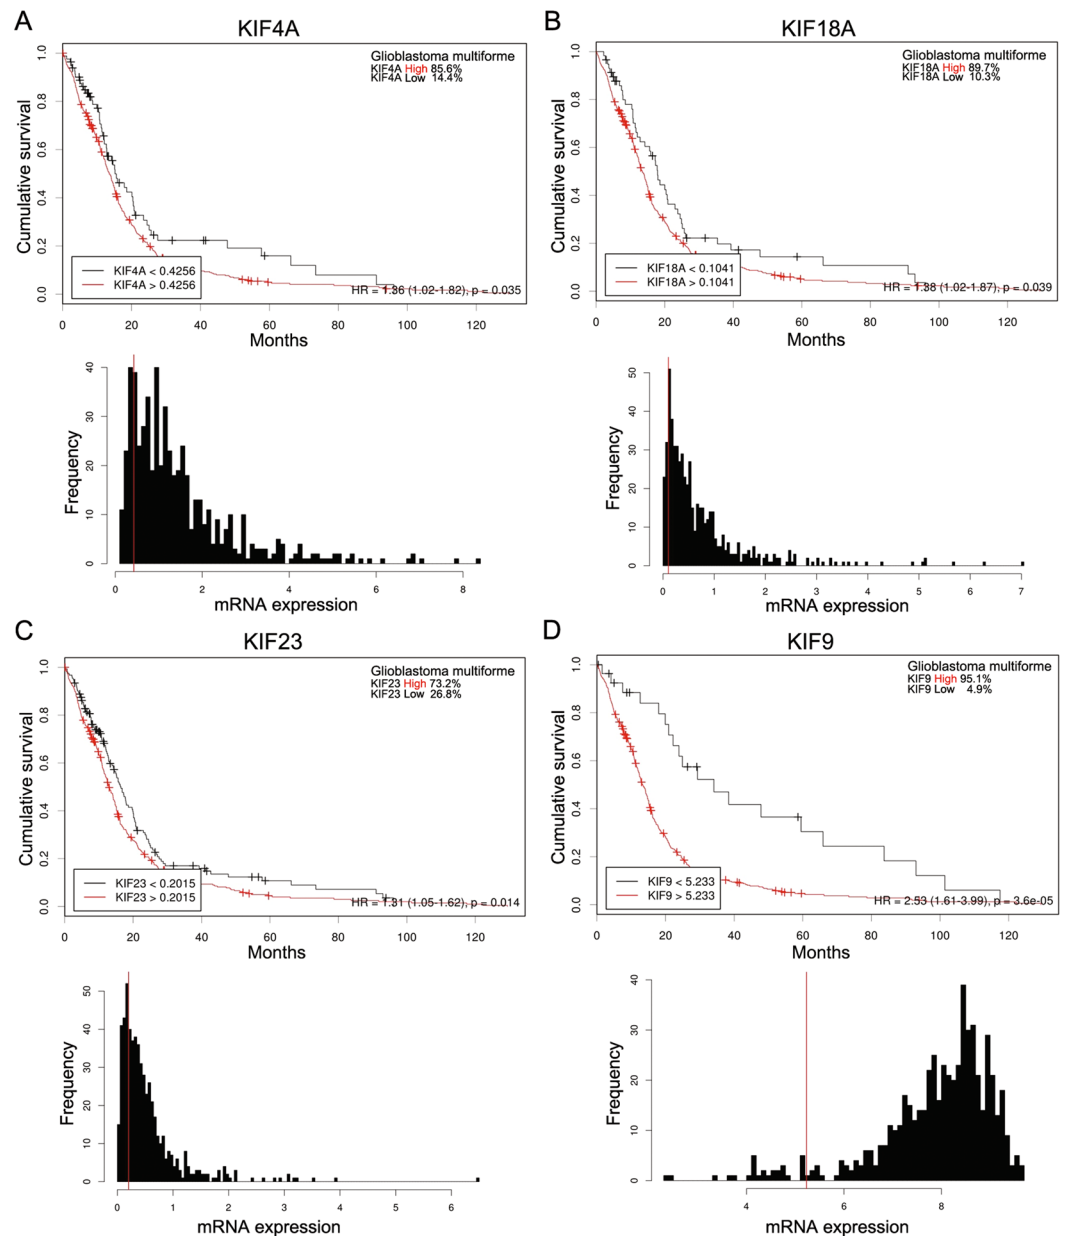 A
KIF4A
Glioblastoma multiforme
KIF4A High 85.6%
KIF4A Low 14.4%
Cumulative survival
1.0
0.8
0.6
0.4
0.2
0.0
KIF4A < 0.4256
KIF4A > 0.4256
HR = 1.36 (1.02-1.82), p = 0.035
0 20 40 60 80 100 120
Months
Frequency
40
30
20
10
0
0 2 4 6 8
mRNA expression
B
KIF18A
Glioblastoma multiforme
KIF18A High 89.7%
KIF18A Low 10.3%
Cumulative survival
1.0
0.8
0.6
0.4
0.2
0.0
KIF18A < 0.1041
KIF18A > 0.1041
HR = 1.38 (1.02-1.87), p = 0.039
0 20 40 60 80 100 120
Months
Frequency
50
40
30
20
10
0
0 1 2 3 4 5 6 7
mRNA expression
C
KIF23
Glioblastoma multiforme
KIF23 High 73.2%
KIF23 Low 26.8%
Cumulative survival
1.0
0.8
0.6
0.4
0.2
0.0
KIF23 < 0.2015
KIF23 > 0.2015
HR = 1.31 (1.05-1.62), p = 0.014
0 20 40 60 80 100 120
Months
Frequency
50
40
30
20
10
0
0 1 2 3 4 5 6
mRNA expression
D
KIF9
Glioblastoma multiforme
KIF9 High 95.1%
KIF9 Low 4.9%
Cumulative survival
1.0
0.8
0.6
0.4
0.2
0.0
KIF9 < 5.233
KIF9 > 5.233
HR = 2.53 (1.61-3.99), p = 3.6e-05
0 20 40 60 80 100 120
Months
Frequency
40
30
20
10
0
4 6 8
mRNA expression